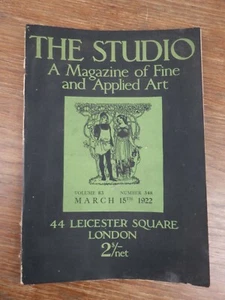 THE STUDIO
A Magazine of Fine
and Applied Art
MARCH 15TH 1922
44 LEICESTER SQUARE
LONDON
2/- net